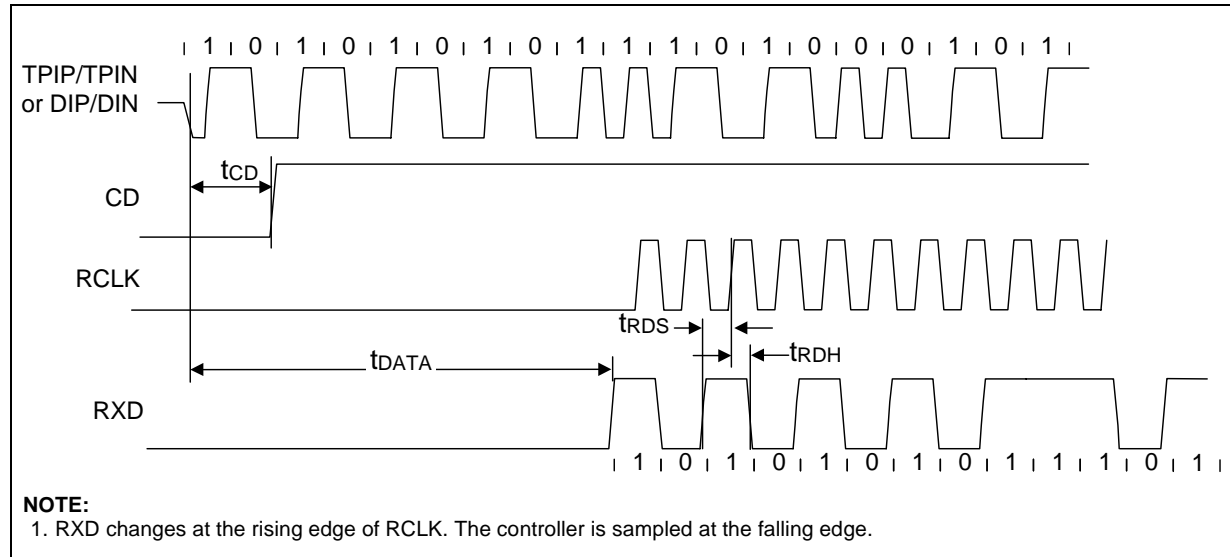 1 0 1 0 1 0 1 0 1 1 1 0 1 0 0 0 1 0 1
TPIP/TPIN
or DIP/DIN
tCD
CD
RCLK
tRDS
tRDH
tDATA
RXD
1 0 1 0 1 0 1 0 1 1 1 0 1
NOTE:
1. RXD changes at the rising edge of RCLK. The controller is sampled at the falling edge.